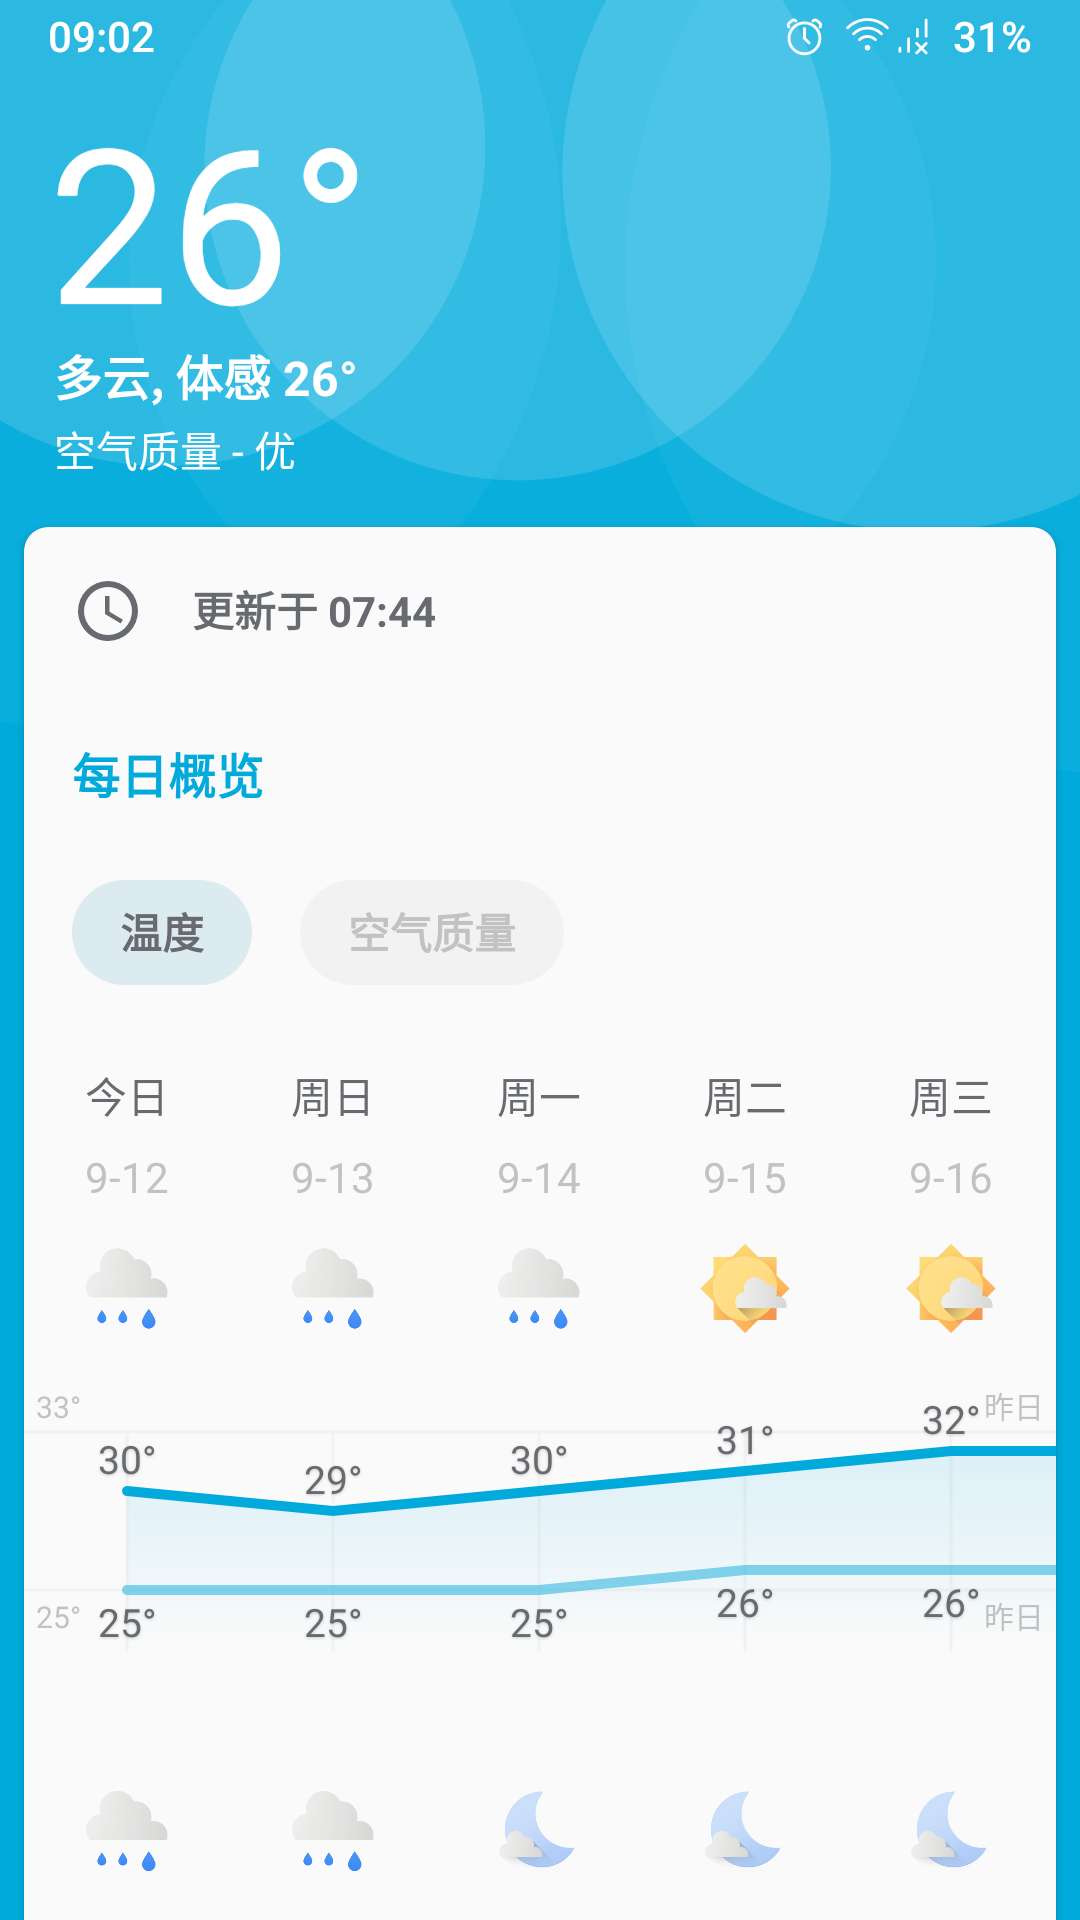 09:02 31%
26°
多云, 体感 26°
空气质量 - 优
更新于 07:44
每日概览
温度 空气质量
今日 周日 周一 周二 周三
9-12 9-13 9-14 9-15 9-16
33° 昨日
30° 29° 30° 31° 32°
25° 昨日
25° 25° 25° 26° 26°